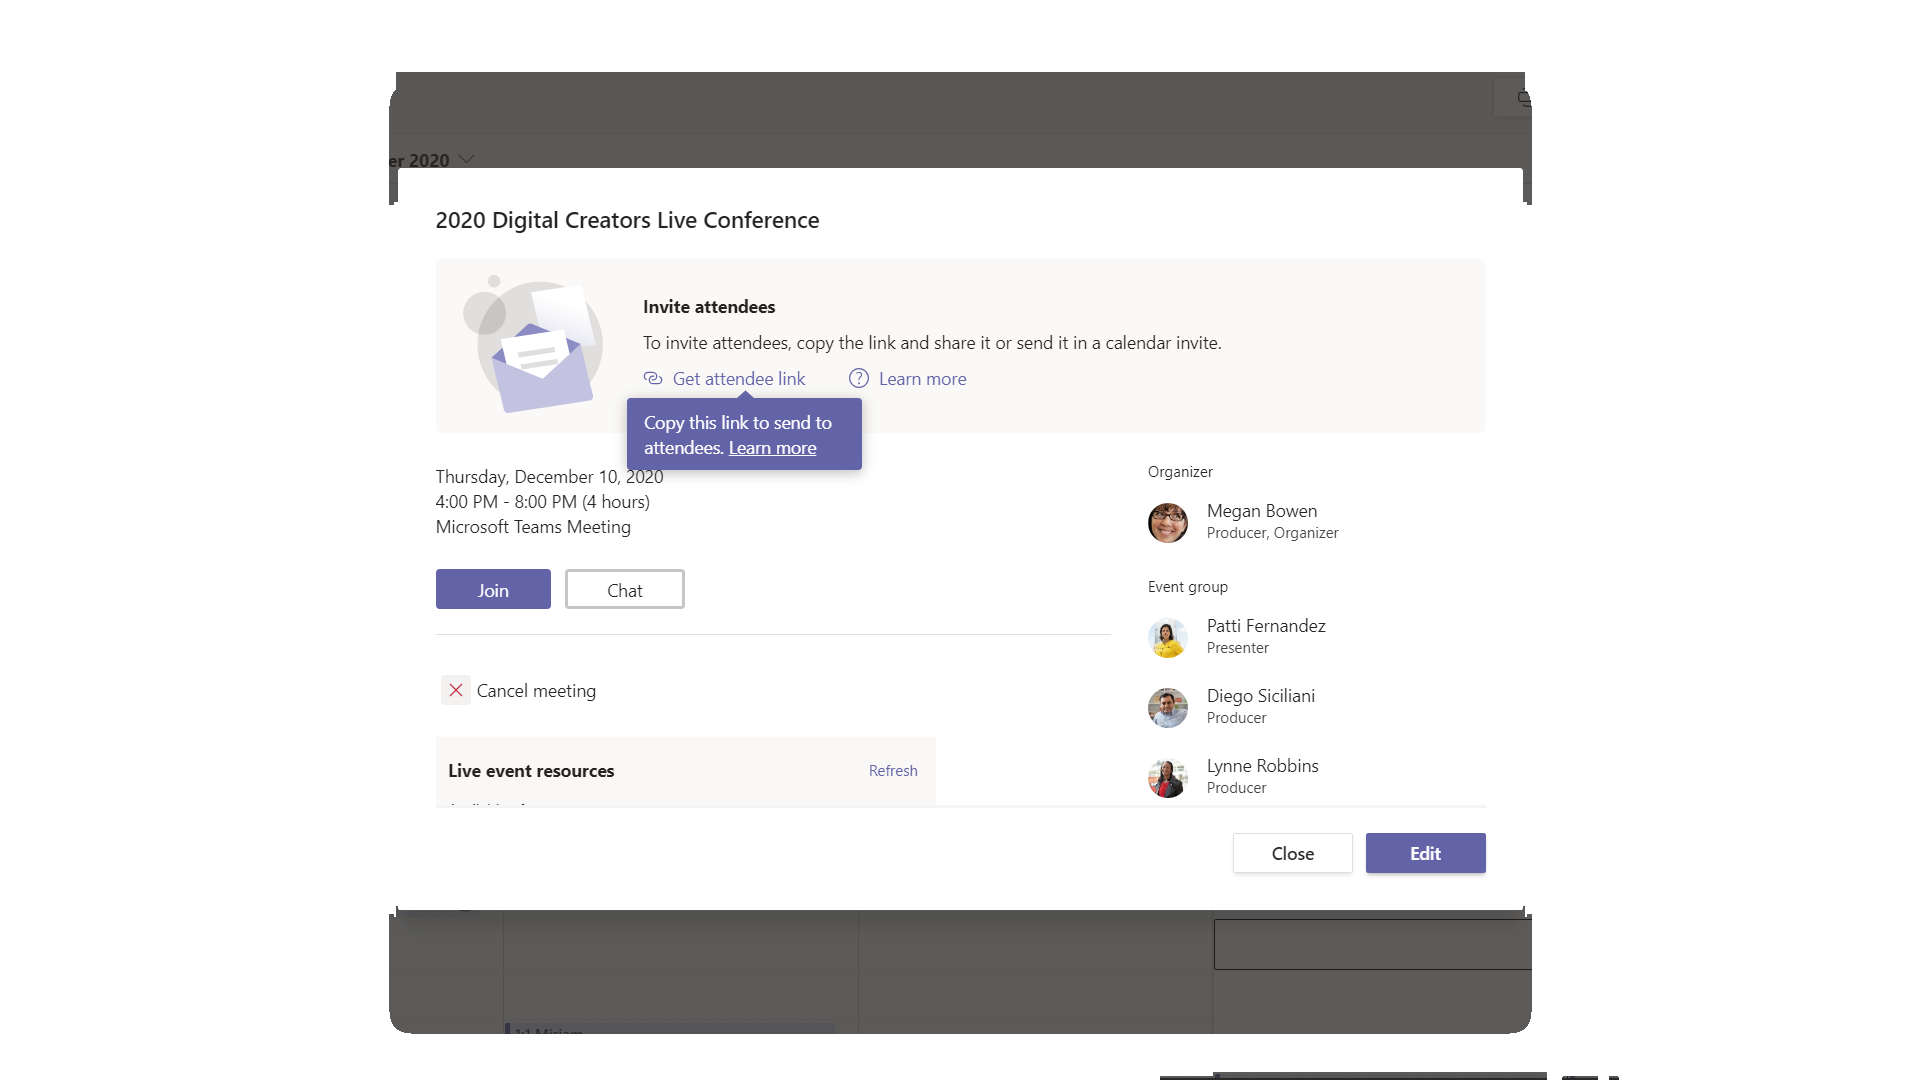 er 2020
2020 Digital Creators Live Conference
Invite attendees
To invite attendees, copy the link and share it or send it in a calendar invite.
Get attendee link
Learn more
Copy this link to send to
attendees. Learn more
Thursday, December 10, 2020
4:00 PM - 8:00 PM (4 hours)
Microsoft Teams Meeting
Join
Chat
Cancel meeting
Live event resources
Refresh
Organizer
Megan Bowen
Producer, Organizer
Event group
Patti Fernandez
Presenter
Diego Siciliani
Producer
Lynne Robbins
Producer
Close
Edit
1:1 Miriam